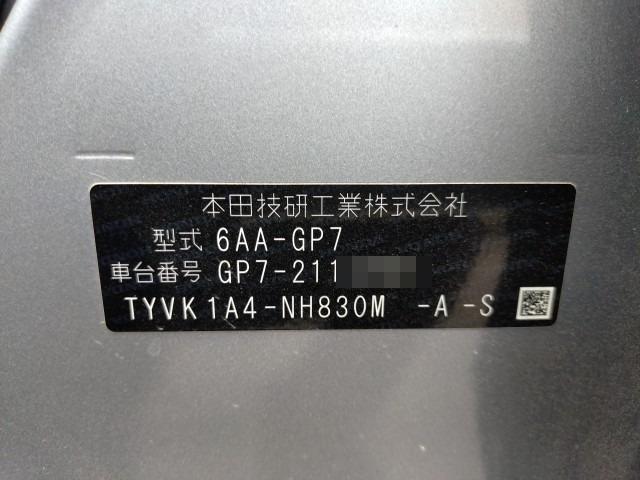 本田技研工業株式会社
型式 6AA-GP7
車台番号 GP7-211
TYVK1A4-NH830M -A -S